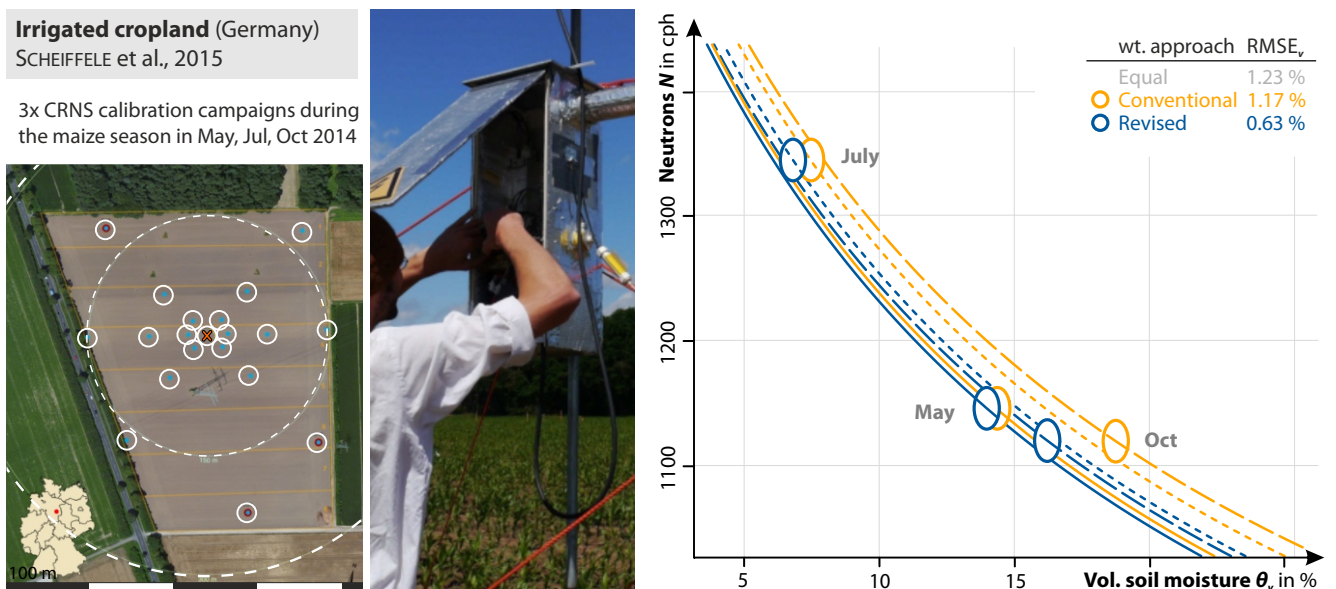 Irrigated cropland (Germany)
SCHEIFFELE et al., 2015
3x CRNS calibration campaigns during
the maize season in May, Jul, Oct 2014
150 m
100 m
Neutrons N in cph
1300
1200
1100
wt. approach RMSEᵥ
Equal 1.23 %
Conventional 1.17 %
Revised 0.63 %
July
May
Oct
5 10 15
Vol. soil moisture θᵥ in %